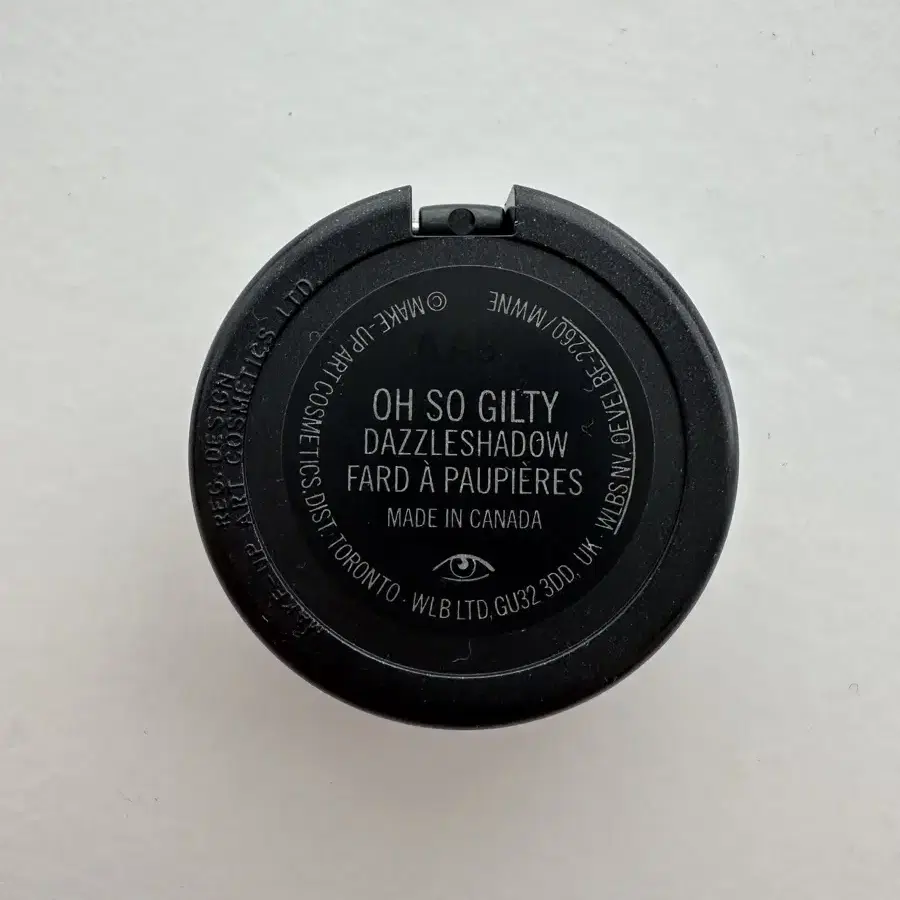 OH SO GILTY
DAZZLESHADOW
FARD À PAUPIÈRES
MADE IN CANADA
© MAKE-UP ART COSMETICS, DIST. TORONTO · WLB LTD, GU32 3DD, UK · WLBS NV, OEVEL BE-2260/MWNE
REG. DESIGN
MAKE-UP ART COSMETICS LTD.